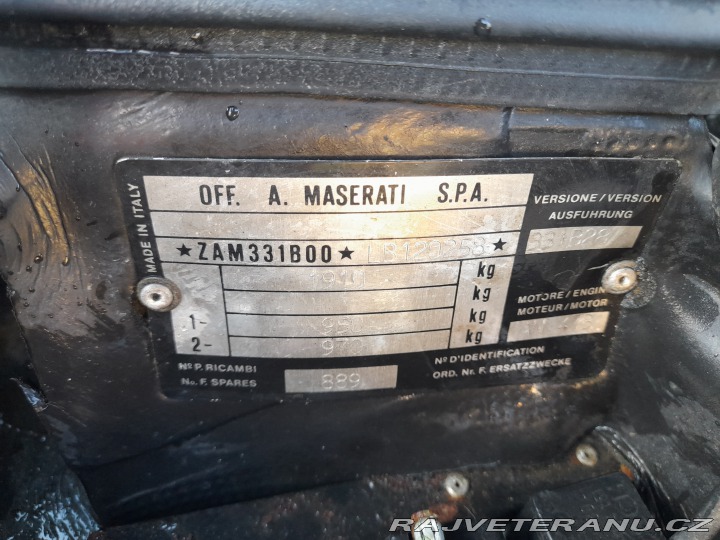 OFF. A. MASERATI S.P.A.
MADE IN ITALY
VERSIONE / VERSION
AUSFUHRUNG
★ZAM331B00★ ★
kg
kg
1- kg
2- kg
MOTORE / ENGINE
MOTEUR / MOTOR
No P. RICAMBI
No. F. SPARES
889
No D'IDENTIFICATION
ORD. Nr. F. ERSATZZWECKE
RAJVETERANU.CZ